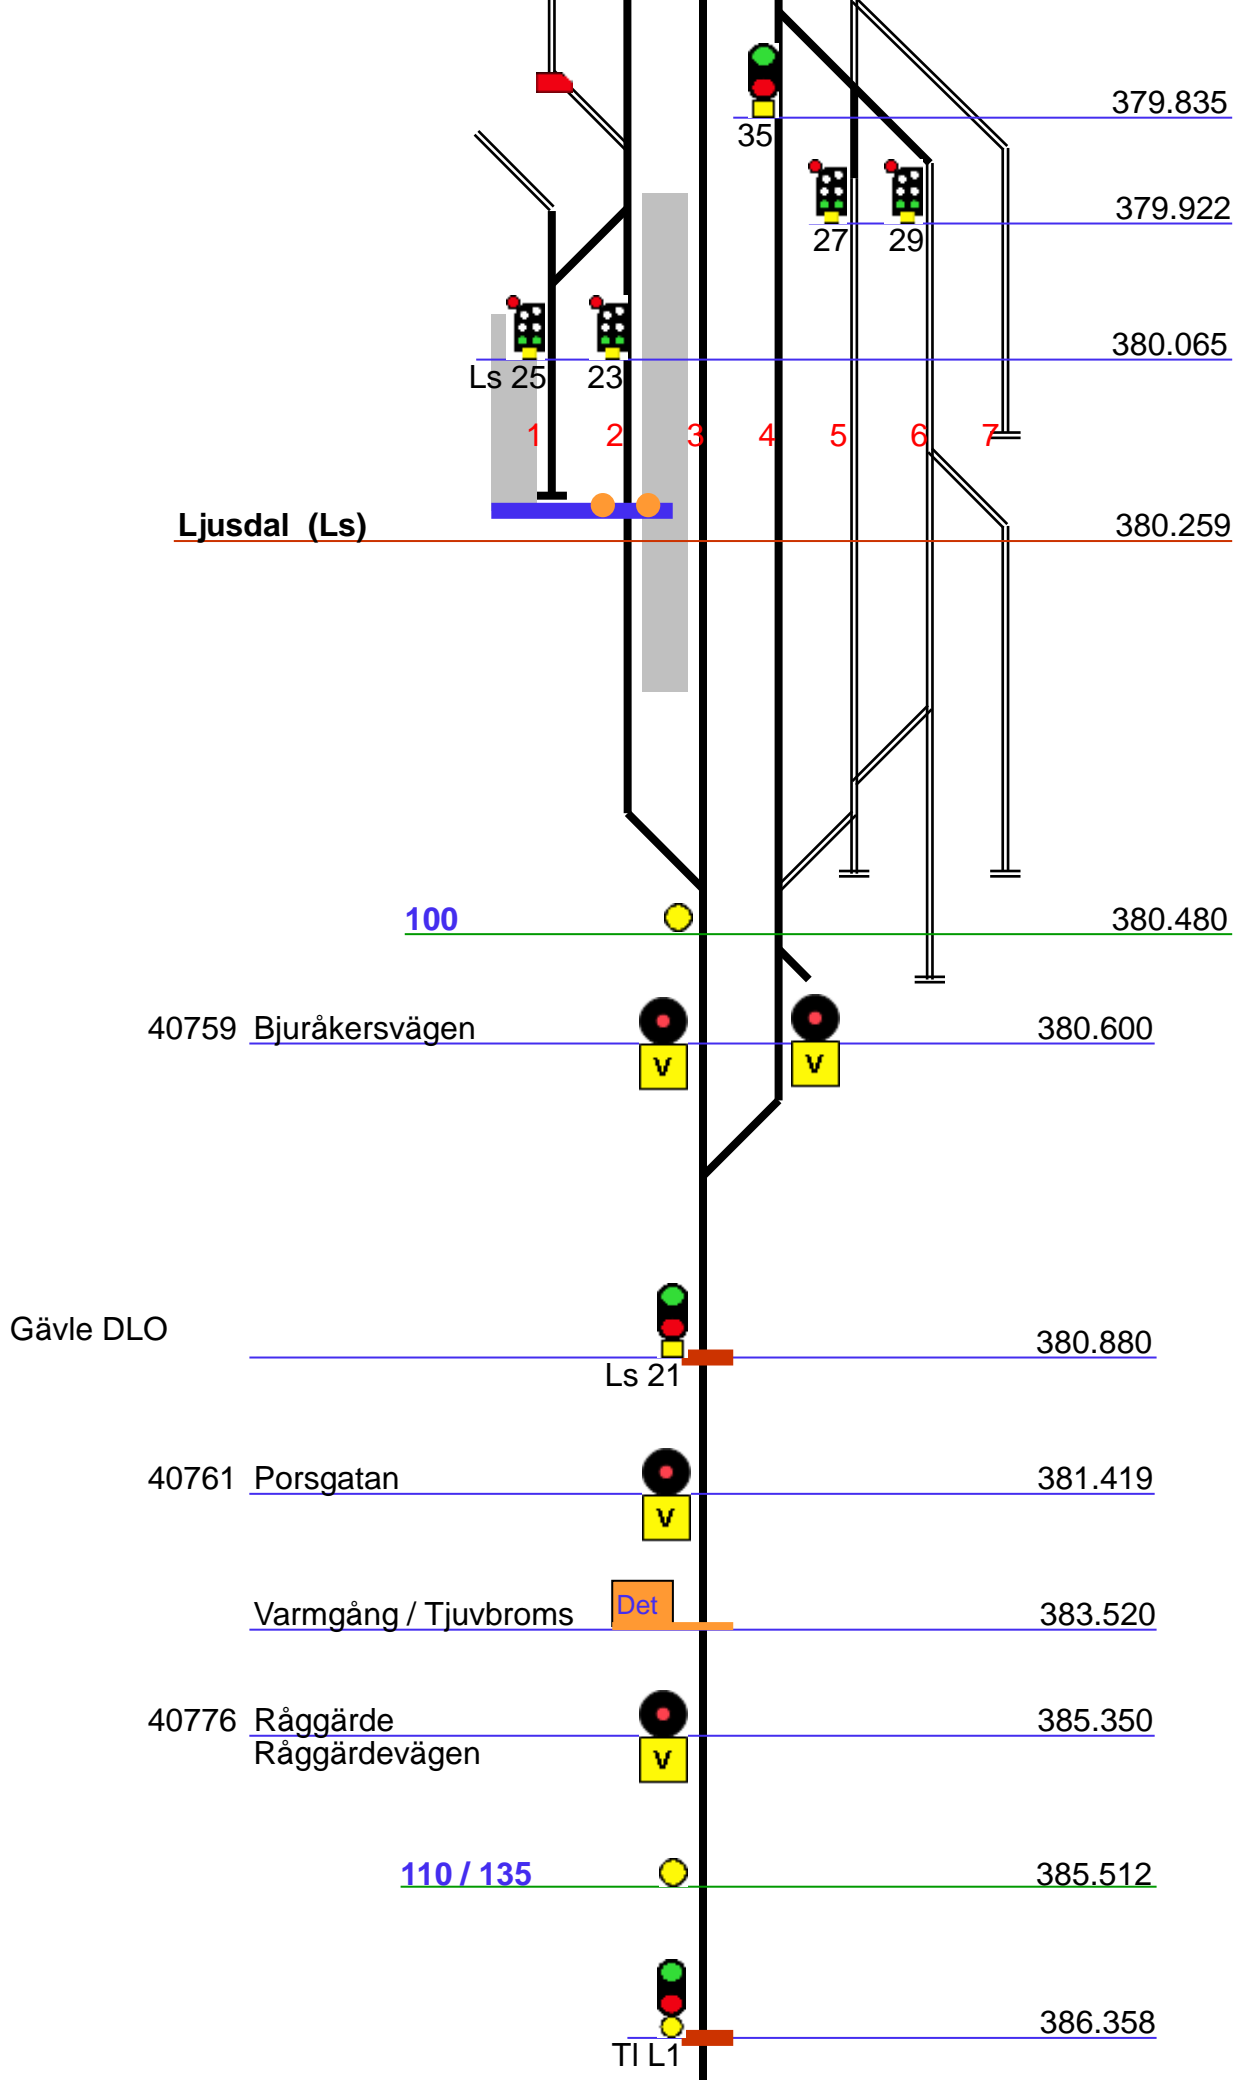 379.835
35
379.922
27 29
380.065
Ls 25 23
1 2 3 4 5 6 7
Ljusdal (Ls) 380.259
100 380.480
40759 Bjuråkersvägen 380.600
V V
Gävle DLO 380.880
Ls 21
40761 Porsgatan 381.419
V
Varmgång / Tjuvbroms Det 383.520
40776 Råggärde 385.350
Råggärdevägen V
110 / 135 385.512
386.358
Tl L1